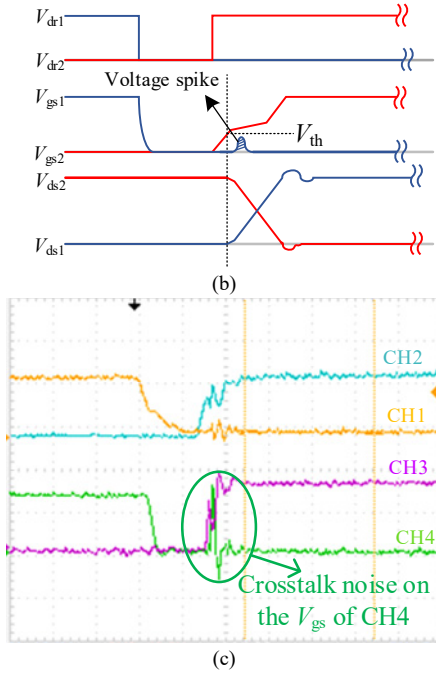 Vdr1
Vdr2
Voltage spike
Vgs1
Vth
Vgs2
Vds2
Vds1
(b)
CH2
CH1
CH3
CH4
Crosstalk noise on
the Vgs of CH4
(c)